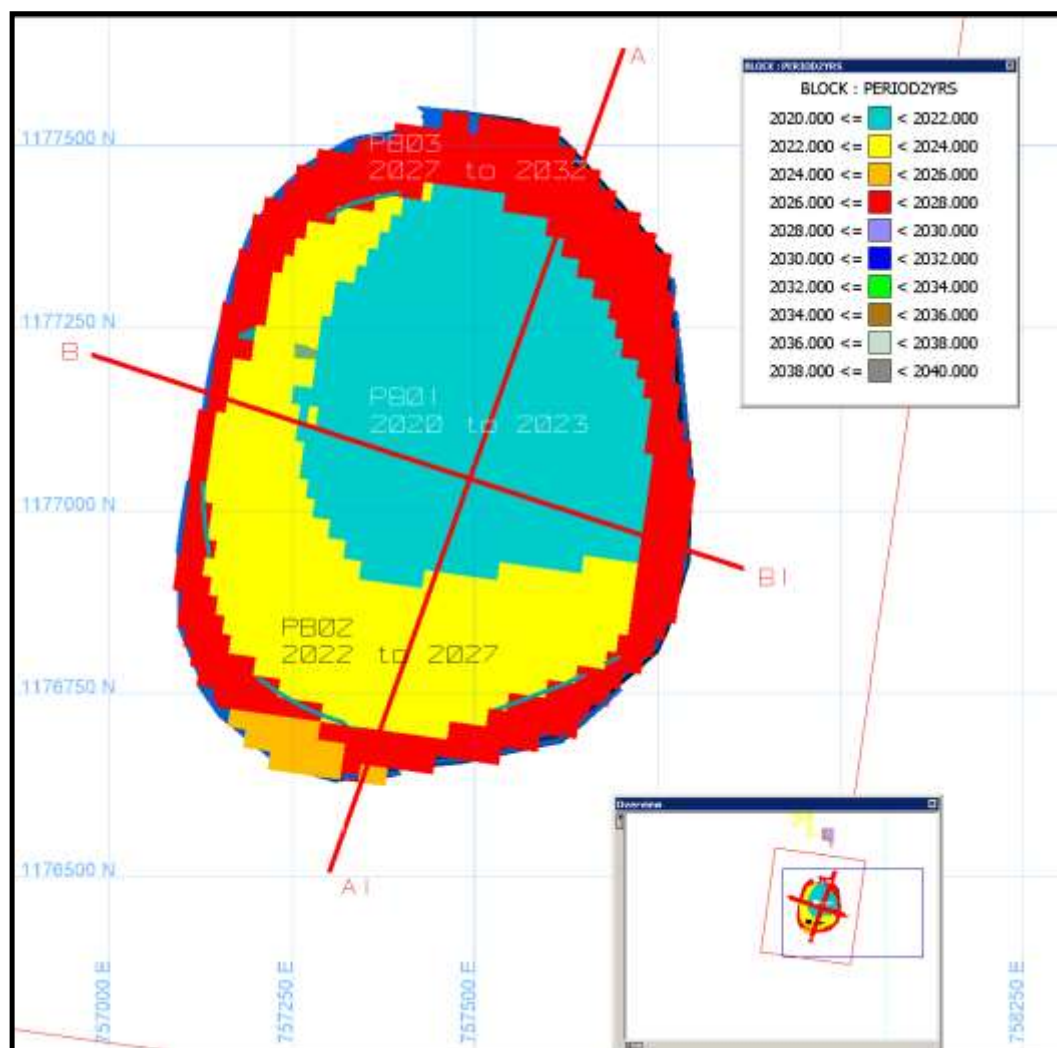 A
BLOCK : PERIOD2YRS
BLOCK : PERIOD2YRS
2020.000 <= < 2022.000
2022.000 <= < 2024.000
2024.000 <= < 2026.000
2026.000 <= < 2028.000
2028.000 <= < 2030.000
2030.000 <= < 2032.000
2032.000 <= < 2034.000
2034.000 <= < 2036.000
2036.000 <= < 2038.000
2038.000 <= < 2040.000
1177500 N
PB03
2027 to 2032
1177250 N
B
PB01
2020 to 2023
1177000 N
B1
PB02
2022 to 2027
1176750 N
1176500 N
A1
Overview
757000 E
757250 E
757500 E
758250 E